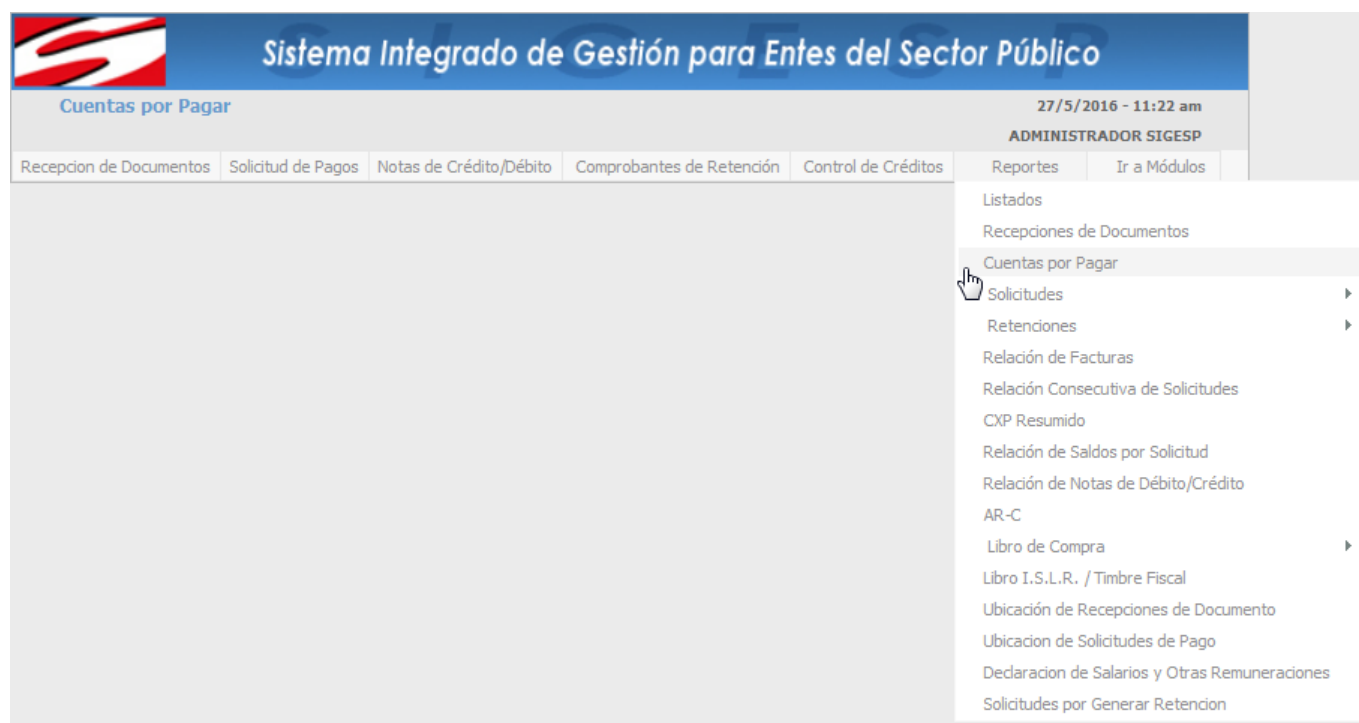 Sistema Integrado de Gestión para Entes del Sector Público
Cuentas por Pagar
27/5/2016 - 11:22 am
ADMINISTRADOR SIGESP
Recepcion de Documentos Solicitud de Pagos Notas de Crédito/Débito Comprobantes de Retención Control de Créditos Reportes Ir a Módulos
Listados
Recepciones de Documentos
Cuentas por Pagar
Solicitudes
Retenciones
Relación de Facturas
Relación Consecutiva de Solicitudes
CXP Resumido
Relación de Saldos por Solicitud
Relación de Notas de Débito/Crédito
AR-C
Libro de Compra
Libro I.S.L.R. / Timbre Fiscal
Ubicación de Recepciones de Documento
Ubicacion de Solicitudes de Pago
Declaracion de Salarios y Otras Remuneraciones
Solicitudes por Generar Retencion